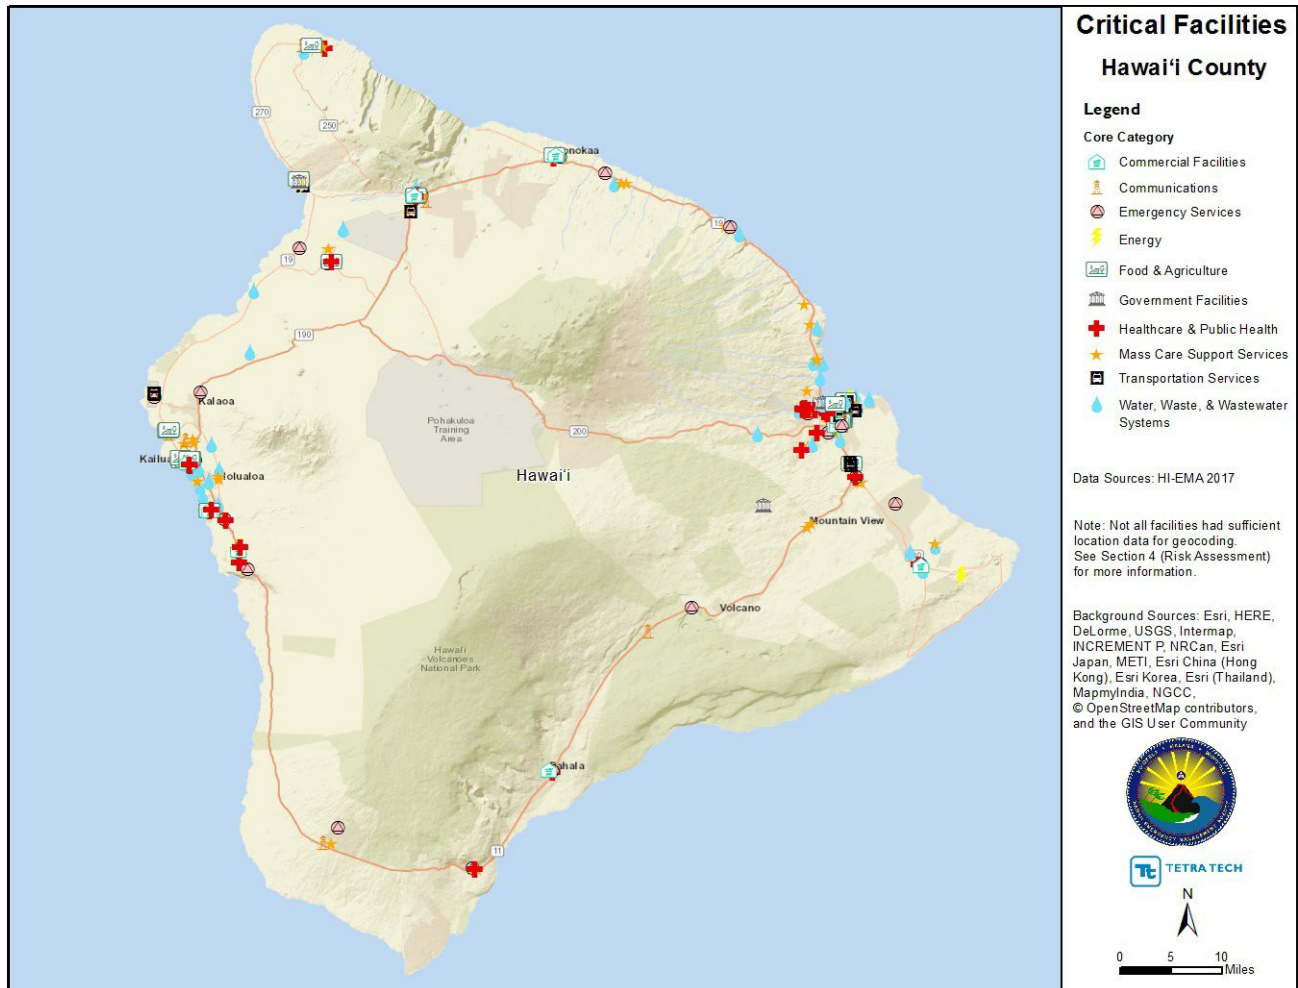 Critical Facilities
Hawai‘i County
Legend
Core Category
Commercial Facilities
Communications
Emergency Services
Energy
Food & Agriculture
Government Facilities
Healthcare & Public Health
Mass Care Support Services
Transportation Services
Water, Waste, & Wastewater
Systems
Data Sources: HI-EMA 2017
Note: Not all facilities had sufficient
location data for geocoding.
See Section 4 (Risk Assessment)
for more information.
Background Sources: Esri, HERE,
DeLorme, USGS, Intermap,
INCREMENT P, NRCan, Esri
Japan, METI, Esri China (Hong
Kong), Esri Korea, Esri (Thailand),
MapmyIndia, NGCC,
© OpenStreetMap contributors,
and the GIS User Community
TETRA TECH
N
0 5 10
Miles
270
250
onokaa
19
19
190
Kalaoa
Pohakuloa
Training
Area
200
Kailua
Holualoa
Hawai‘i
Mountain View
Volcano
Hawai‘i
Volcanoes
National Park
Pahala
11